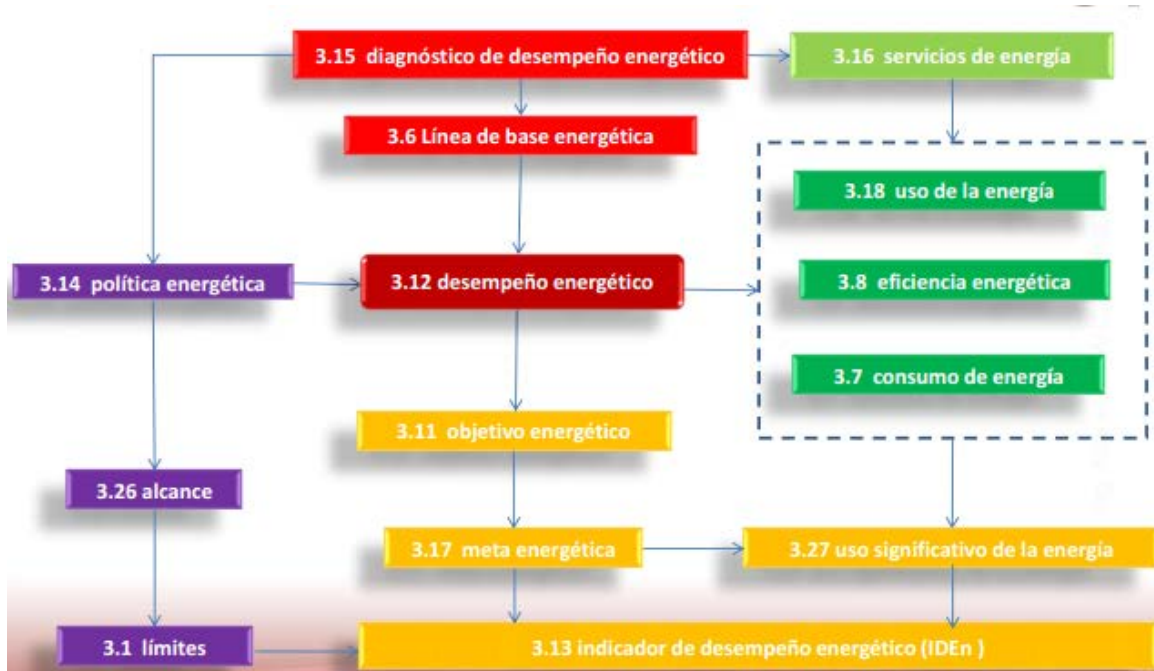 3.15 diagnóstico de desempeño energético
3.16 servicios de energía
3.6 Línea de base energética
3.18 uso de la energía
3.14 política energética
3.12 desempeño energético
3.8 eficiencia energética
3.7 consumo de energía
3.11 objetivo energético
3.26 alcance
3.17 meta energética
3.27 uso significativo de la energía
3.1 límites
3.13 indicador de desempeño energético (IDEn )